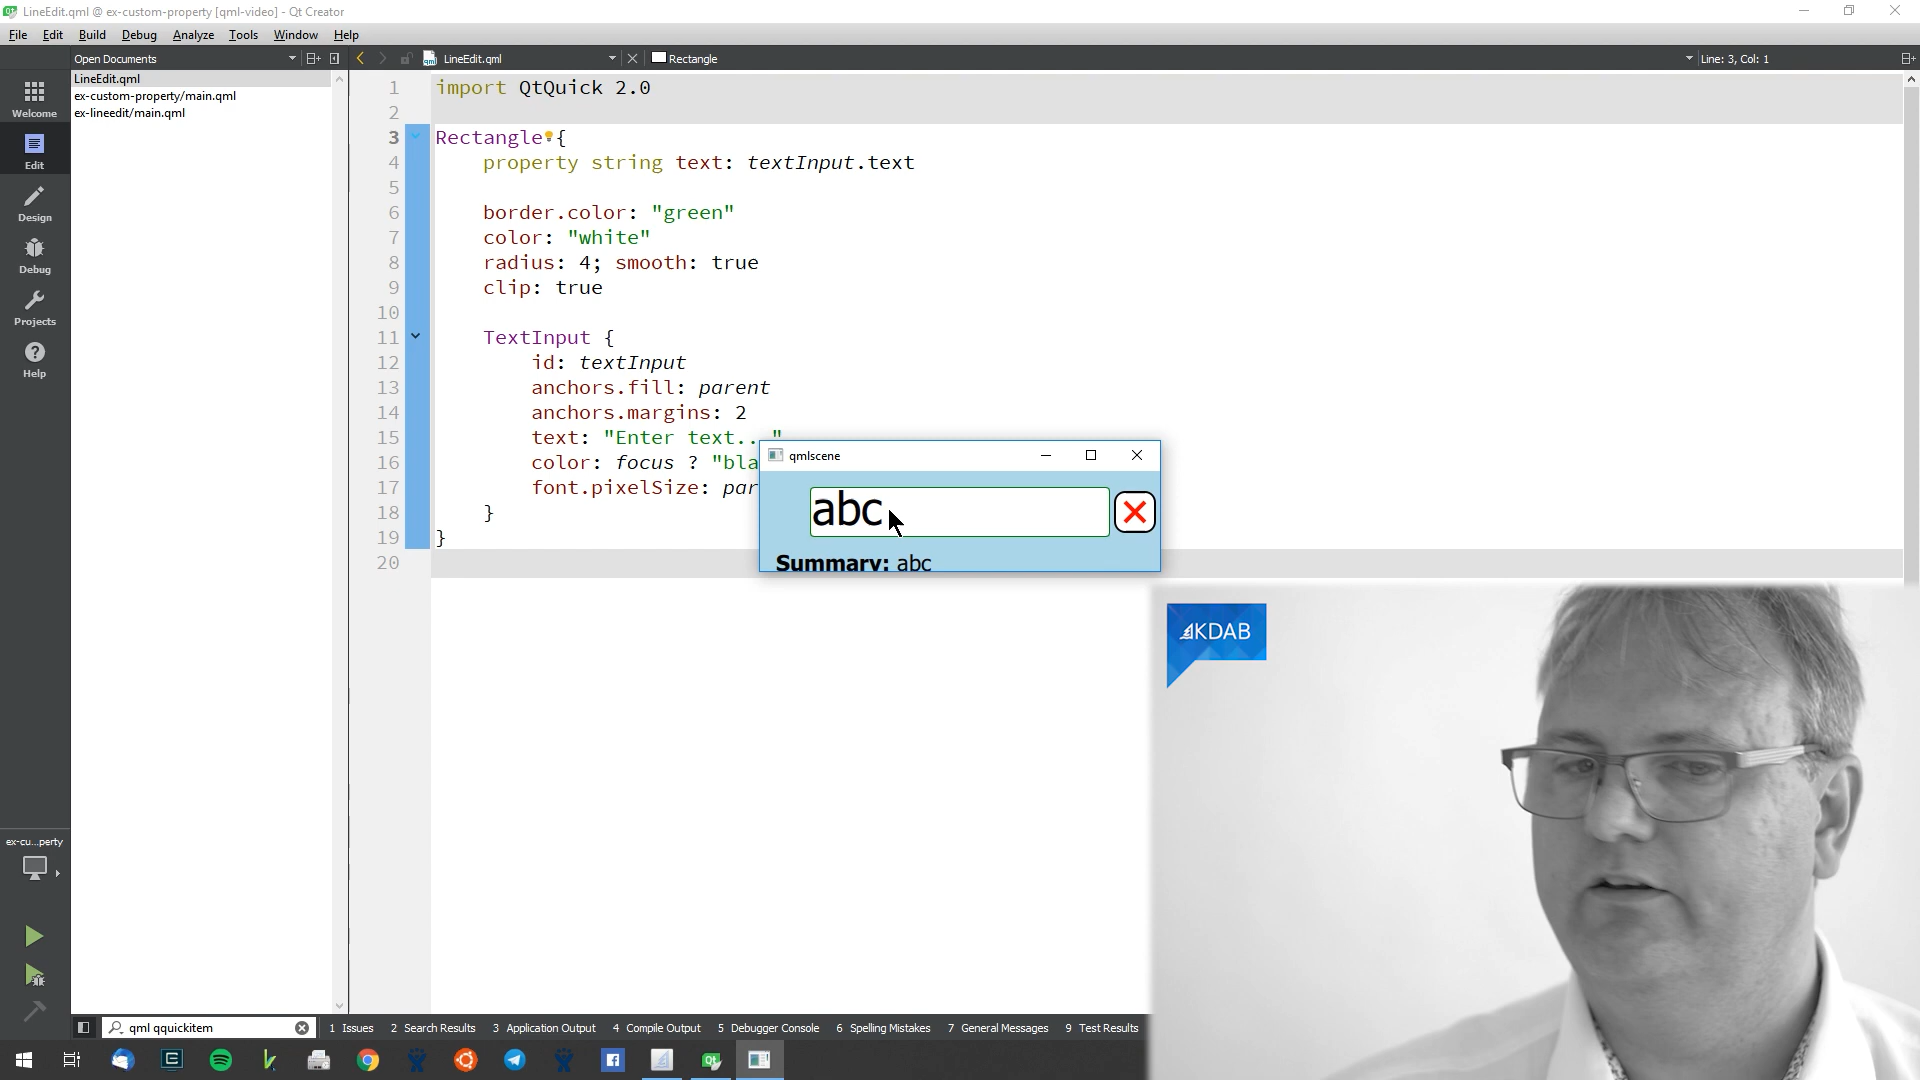 LineEdit.qml @ ex-custom-property [qml-video] - Qt Creator
File Edit Build Debug Analyze Tools Window Help
Open Documents
LineEdit.qml
Rectangle
Line: 3, Col: 1
LineEdit.qml
ex-custom-property/main.qml
ex-lineedit/main.qml
Welcome
Edit
Design
Debug
Projects
Help
ex-cu...perty
1 import QtQuick 2.0
2
3 Rectangle {
4 property string text: textInput.text
5
6 border.color: "green"
7 color: "white"
8 radius: 4; smooth: true
9 clip: true
10
11 TextInput {
12 id: textInput
13 anchors.fill: parent
14 anchors.margins: 2
15 text: "Enter text.. "
16 color: focus ? "bla
17 font.pixelSize: par
18 }
19 }
20
qmlscene
abc
Summary: abc
KDAB
qml qquickitem
1 Issues 2 Search Results 3 Application Output 4 Compile Output 5 Debugger Console 6 Spelling Mistakes 7 General Messages 9 Test Results